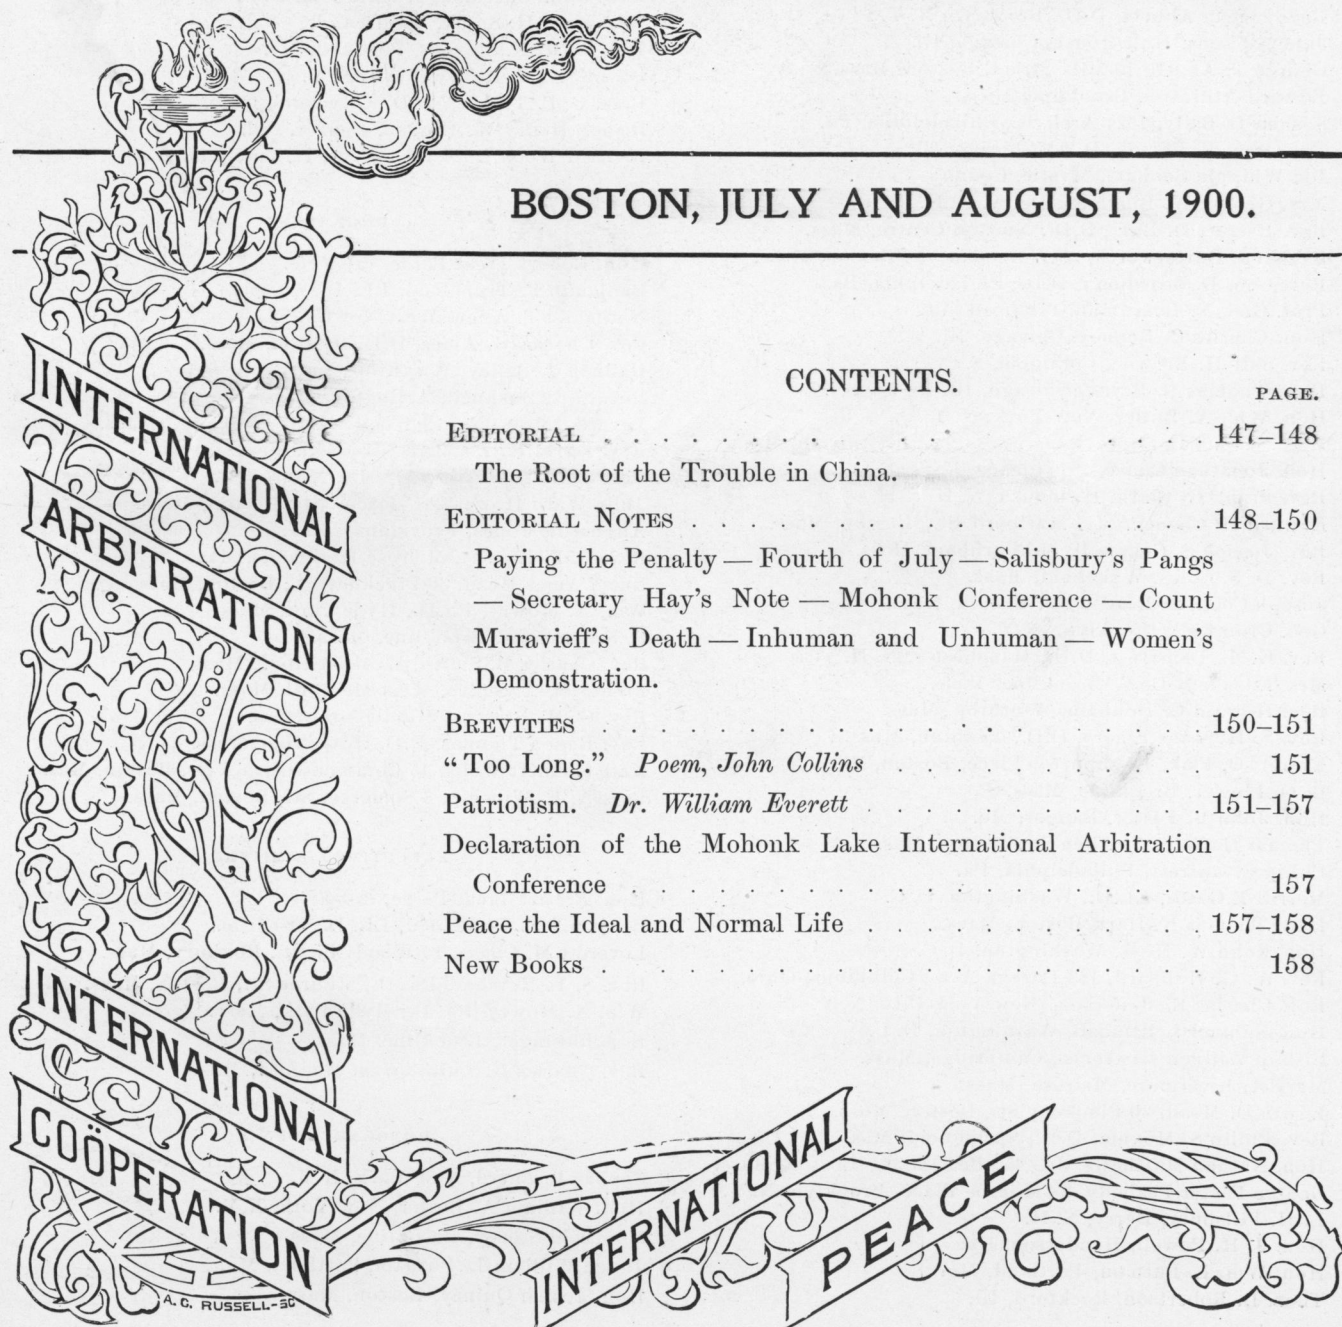 BOSTON, JULY AND AUGUST, 1900.
CONTENTS.
PAGE.
EDITORIAL . . . . . . . . . . 147–148
The Root of the Trouble in China.
EDITORIAL NOTES . . . . . . . . . 148–150
Paying the Penalty — Fourth of July — Salisbury's Pangs
— Secretary Hay's Note — Mohonk Conference — Count
Muravieff's Death — Inhuman and Unhuman — Women's
Demonstration.
BREVITIES . . . . . . . . . . 150–151
“Too Long.” Poem, John Collins . . . . . . 151
Patriotism. Dr. William Everett . . . . . . 151–157
Declaration of the Mohonk Lake International Arbitration
Conference . . . . . . . . . . 157
Peace the Ideal and Normal Life . . . . . . 157–158
New Books . . . . . . . . . . 158
INTERNATIONAL
ARBITRATION
INTERNATIONAL
COÖPERATION
INTERNATIONAL
PEACE
A. G. RUSSELL-SC